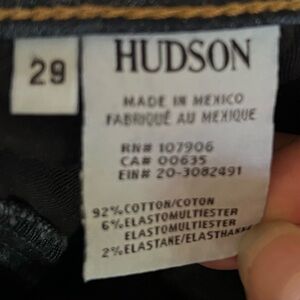 29
HUDSON
MADE IN MEXICO
FABRIQUÉ AU MEXIQUE
RN# 107906
CA# 00635
EIN# 20-3082491
92% COTTON/COTON
6% ELASTOMULTIESTER
ELASTOMULTIESTER
2% ELASTANE/ELASTHANNE